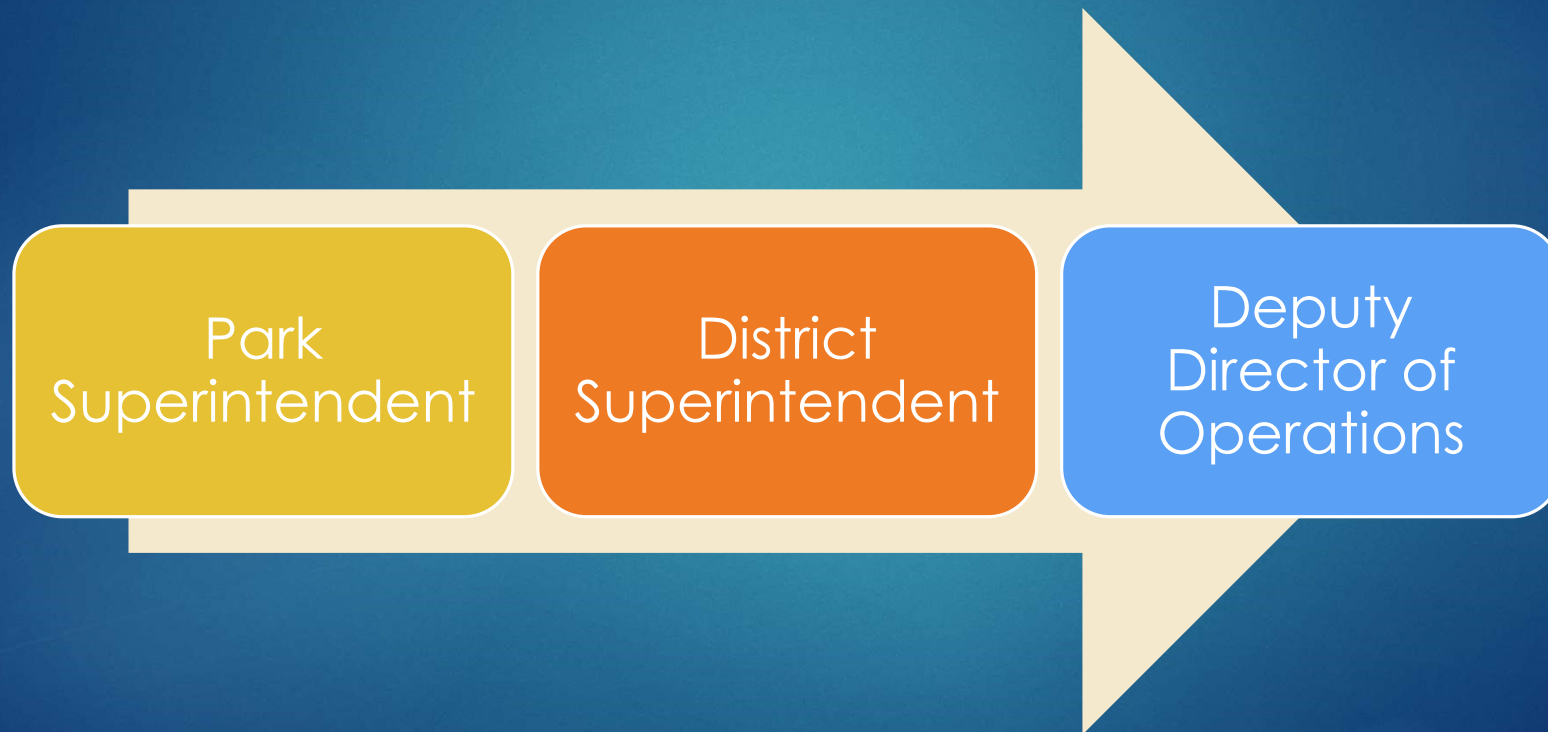 Park
Superintendent
District
Superintendent
Deputy
Director of
Operations